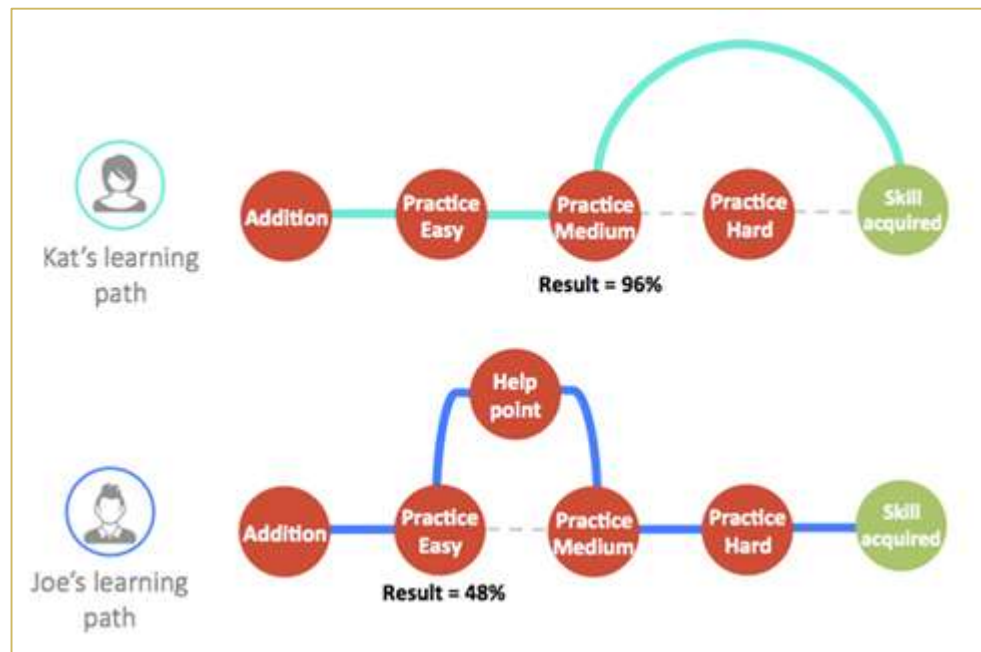 Addition
Practice
Easy
Practice
Medium
Practice
Hard
Skill
acquired
Kat's learning
path
Result = 96%
Help
point
Addition
Practice
Easy
Practice
Medium
Practice
Hard
Skill
acquired
Joe's learning
path
Result = 48%